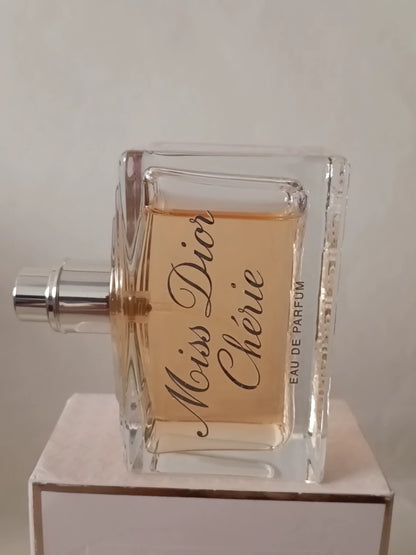 Miss Dior
Chérie
EAU DE PARFUM